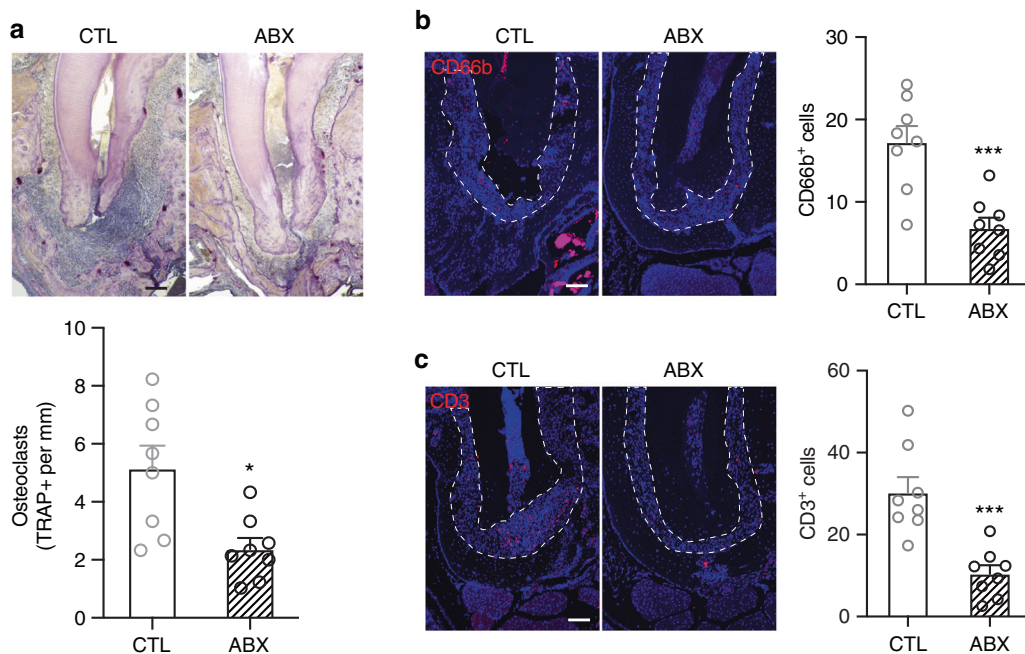 a
CTL ABX
10
8
6
4
2
0
Osteoclasts
(TRAP+ per mm)
*
CTL ABX
b
CTL ABX
CD66b
30
20
10
0
CD66b⁺ cells
***
CTL ABX
c
CTL ABX
CD3
60
40
20
0
CD3⁺ cells
***
CTL ABX